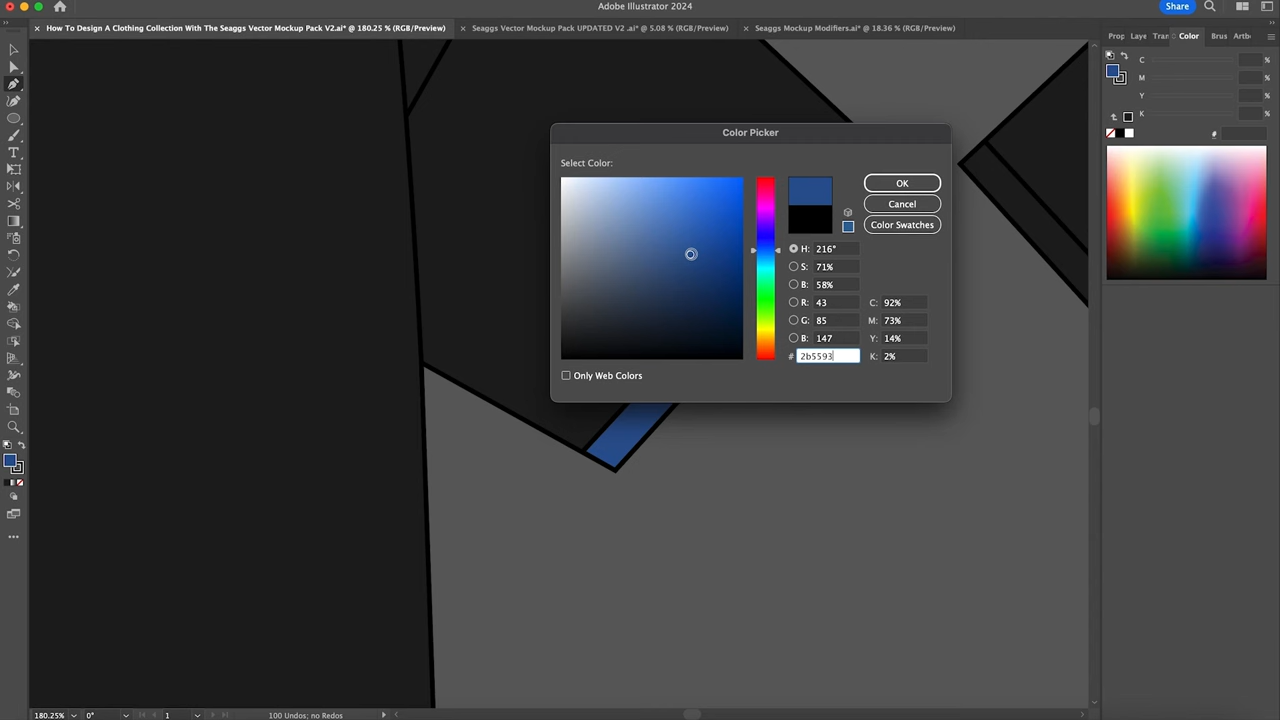 Adobe Illustrator 2024
Share
× How To Design A Clothing Collection With The Seaggs Vector Mockup Pack V2.ai* @ 180.25 % (RGB/Preview)
× Seaggs Vector Mockup Pack UPDATED V2 .ai* @ 5.08 % (RGB/Preview)
× Seaggs Mockup Modifiers.ai* @ 18.36 % (RGB/Preview)
Prop Laye Tran Color Brus Artb
C %
M %
Y %
K %
#
Color Picker
Select Color:
OK
Cancel
Color Swatches
H: 216°
S: 71%
B: 58%
R: 43 C: 92%
G: 85 M: 73%
B: 147 Y: 14%
# 2b5593 K: 2%
Only Web Colors
180.25% 0° 1 100 Undos; no Redos